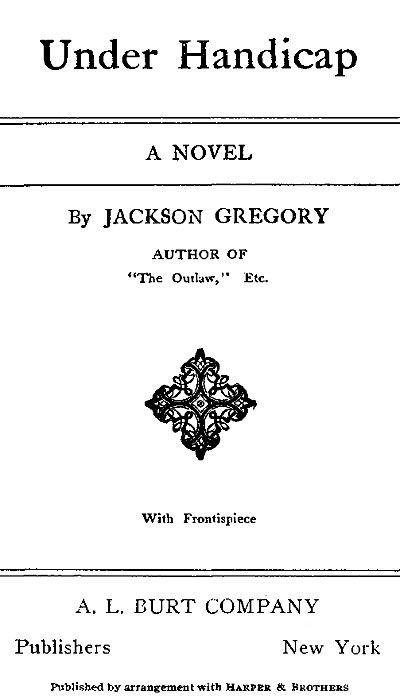 Under Handicap
A NOVEL
By JACKSON GREGORY
AUTHOR OF
"The Outlaw," Etc.
With Frontispiece
A. L. BURT COMPANY
Publishers New York
Published by arrangement with HARPER & BROTHERS